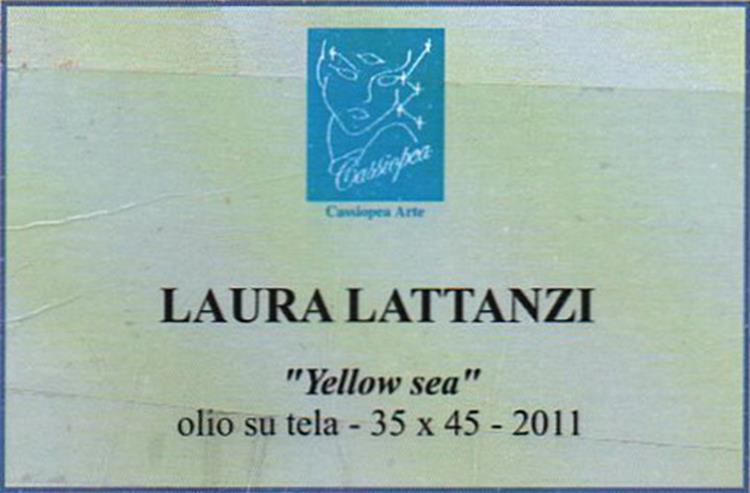 Cassiopea
Cassiopea Arte
LAURA LATTANZI
"Yellow sea"
olio su tela - 35 x 45 - 2011